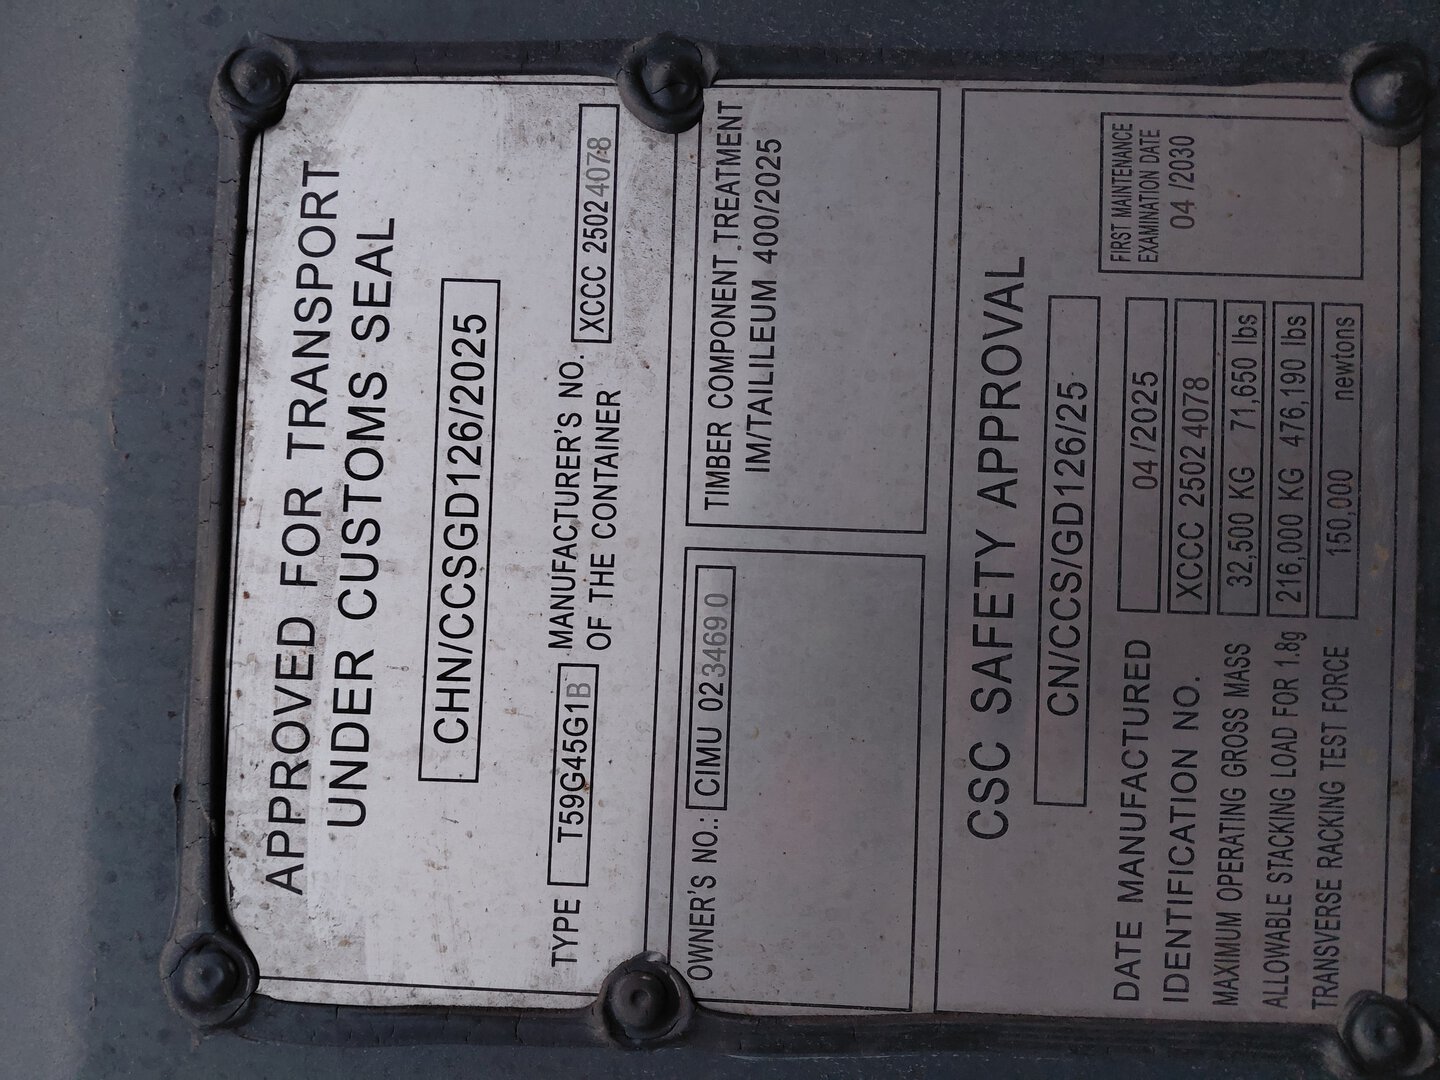 APPROVED FOR TRANSPORT
UNDER CUSTOMS SEAL
CHN/CCSGD126/2025
TYPE T59G45G1B MANUFACTURER'S NO.
OF THE CONTAINER XCCC 25024078
OWNER'S NO.: CIMU 023469 0
TIMBER COMPONENT TREATMENT
IM/TAILILEUM 400/2025
CSC SAFETY APPROVAL
CN/CCS/GD126/25
DATE MANUFACTURED 04/2025
IDENTIFICATION NO. XCCC 25024078
MAXIMUM OPERATING GROSS MASS 32,500 KG 71,650 lbs
ALLOWABLE STACKING LOAD FOR 1.8g 216,000 KG 476,190 lbs
TRANSVERSE RACKING TEST FORCE 150,000 newtons
FIRST MAINTENANCE
EXAMINATION DATE
04 /2030